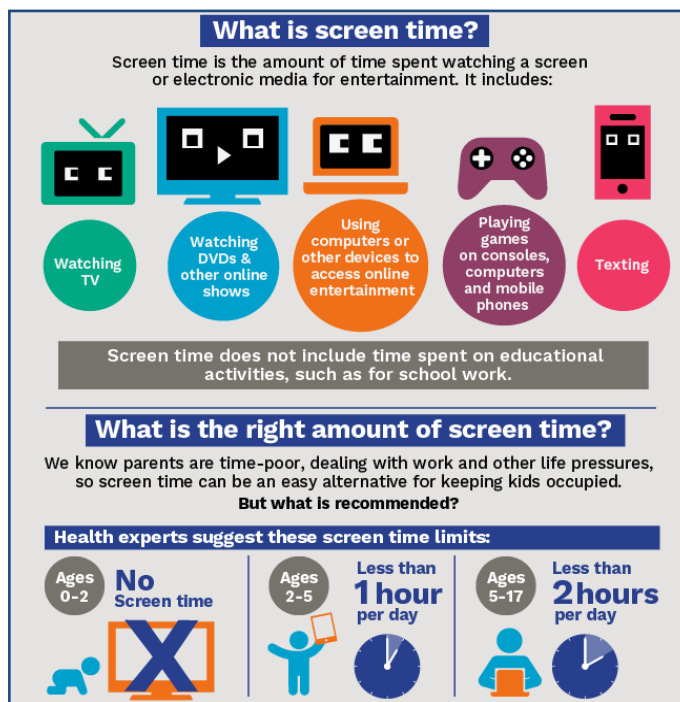 What is screen time?
Screen time is the amount of time spent watching a screen
or electronic media for entertainment. It includes:
Watching
TV
Watching
DVDs &
other online
shows
Using
computers or
other devices to
access online
entertainment
Playing
games
on consoles,
computers
and mobile
phones
Texting
Screen time does not include time spent on educational
activities, such as for school work.
What is the right amount of screen time?
We know parents are time-poor, dealing with work and other life pressures,
so screen time can be an easy alternative for keeping kids occupied.
But what is recommended?
Health experts suggest these screen time limits:
Ages
0-2
No
Screen time
Ages
2-5
Less than
1 hour
per day
Ages
5-17
Less than
2 hours
per day